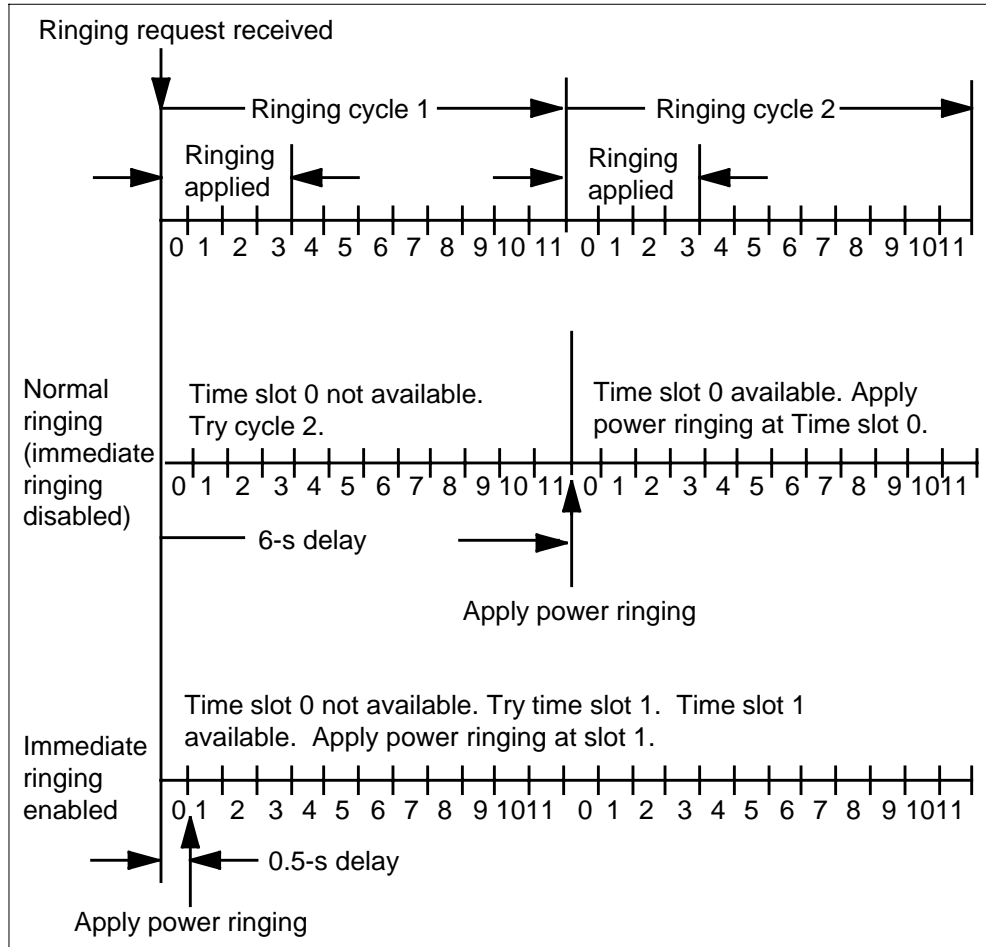 Ringing request received
Ringing cycle 1
Ringing cycle 2
Ringing
applied
Ringing
applied
0 1 2 3 4 5 6 7 8 9 10 11 0 1 2 3 4 5 6 7 8 9 1011
Normal
ringing
(immediate
ringing
disabled)
Time slot 0 not available.
Try cycle 2.
Time slot 0 available. Apply
power ringing at Time slot 0.
0 1 2 3 4 5 6 7 8 9 10 11 0 1 2 3 4 5 6 7 8 9 1011
6-s delay
Apply power ringing
Time slot 0 not available. Try time slot 1. Time slot 1
available. Apply power ringing at slot 1.
Immediate
ringing
enabled
0 1 2 3 4 5 6 7 8 9 10 11 0 1 2 3 4 5 6 7 8 9 1011
0.5-s delay
Apply power ringing